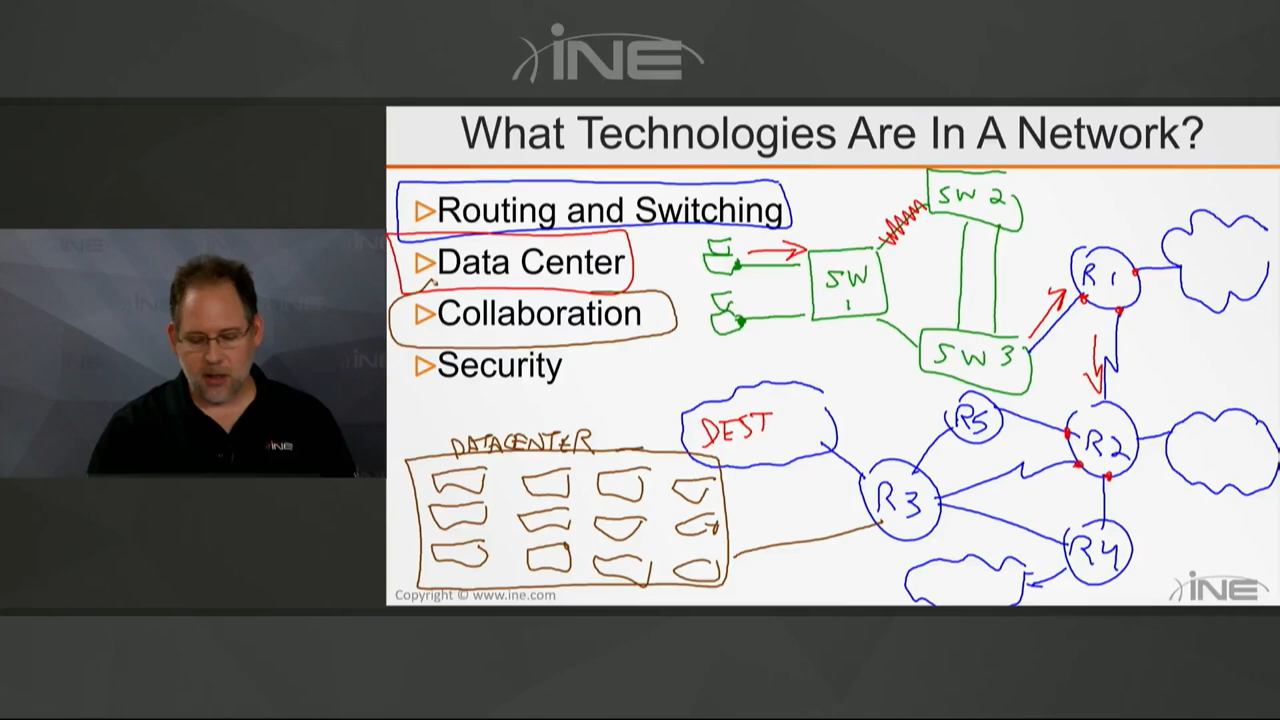 iNE
What Technologies Are In A Network?
Routing and Switching
Data Center
Collaboration
Security
SW 2
SW
1
R1
SW 3
DEST
R5
R2
DATACENTER
R3
R4
iNE
Copyright © www.ine.com
iNE